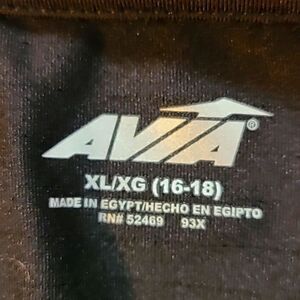 AVIA®
XL/XG (16-18)
MADE IN EGYPT/HECHO EN EGIPTO
RN# 52469 93X